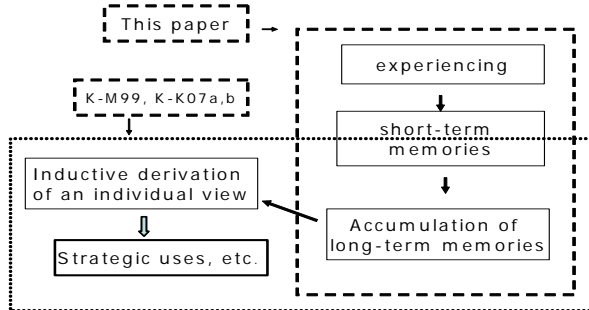 This paper
experiencing
K-M99, K-K07a,b
short-term
memories
Inductive derivation
of an individual view
Accumulation of
long-term memories
Strategic uses, etc.